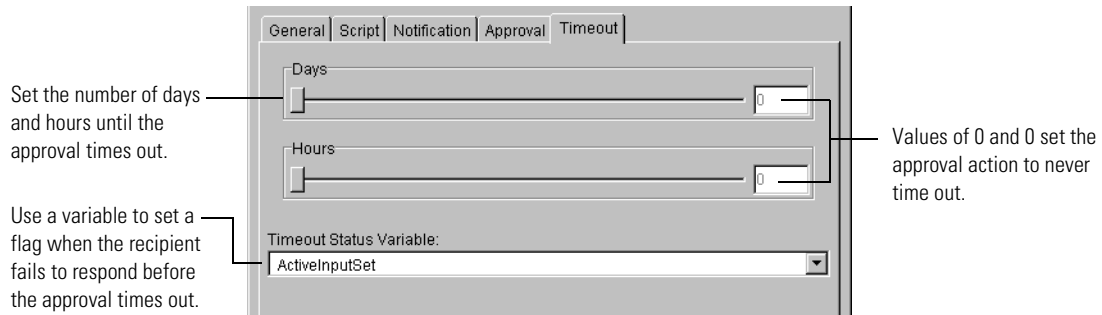 General Script Notification Approval Timeout
Days
0
Set the number of days
and hours until the
approval times out.
Hours
0
Values of 0 and 0 set the
approval action to never
time out.
Use a variable to set a
flag when the recipient
fails to respond before
the approval times out.
Timeout Status Variable:
ActiveInputSet